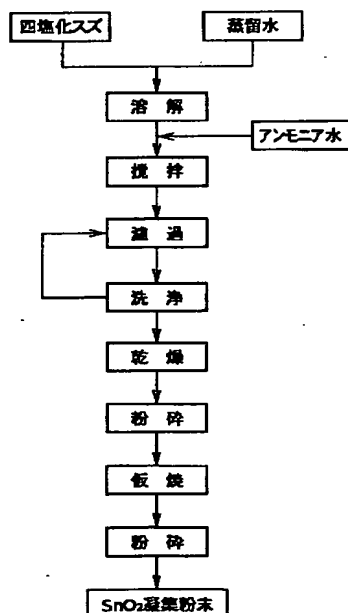 四塩化スズ
蒸留水
溶解
アンモニア水
撹拌
濾過
洗浄
乾燥
粉砕
仮焼
粉砕
SnO₂凝集粉末